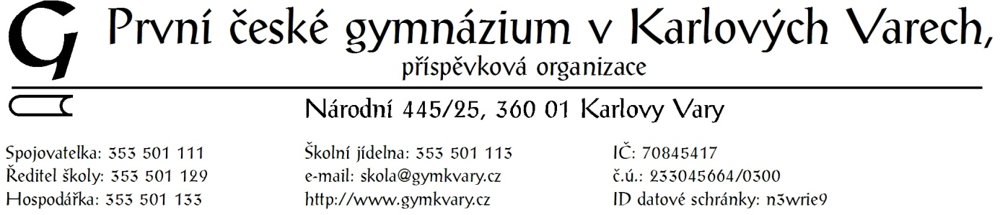 G První české gymnázium v Karlových Varech,
příspěvková organizace
Národní 445/25, 360 01 Karlovy Vary
Spojovatelka: 353 501 111 Školní jídelna: 353 501 113 IČ: 70845417
Ředitel školy: 353 501 129 e-mail: skola@gymkvary.cz č.ú.: 233045664/0300
Hospodářka: 353 501 133 http://www.gymkvary.cz ID datové schránky: n3wrie9